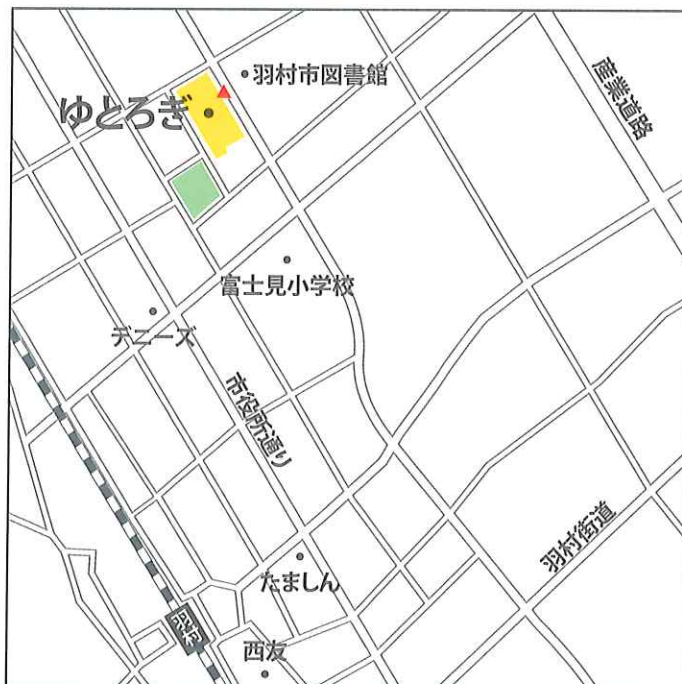 羽村市図書館
ゆとろぎ
産業道路
富士見小学校
デニーズ
市役所通り
羽村街道
たましん
羽村
西友